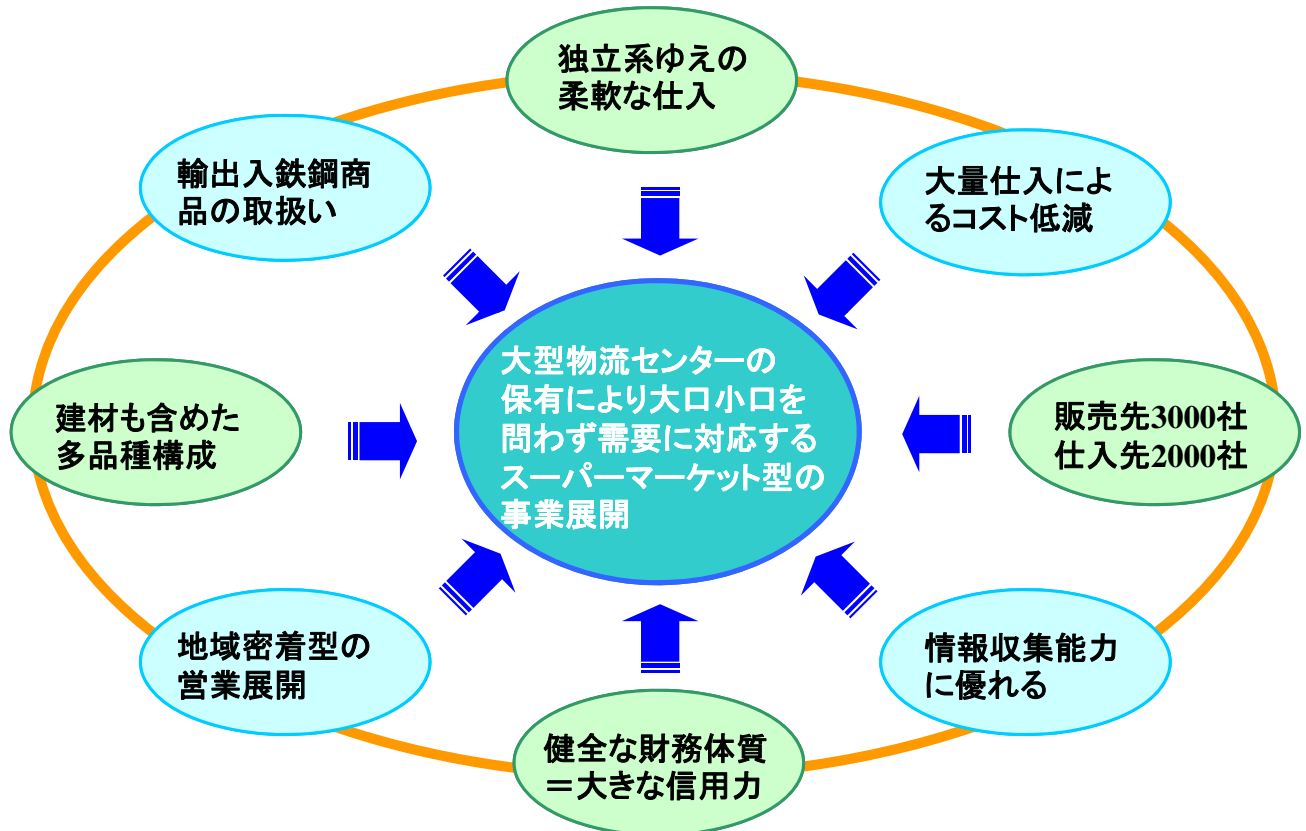 独立系ゆえの
柔軟な仕入
輸出入鉄鋼商
品の取扱い
大量仕入によ
るコスト低減
大型物流センターの
保有により大口小口を
問わず需要に対応する
スーパーマーケット型の
事業展開
建材も含めた
多品種構成
販売先3000社
仕入先2000社
地域密着型の
営業展開
情報収集能力
に優れる
健全な財務体質
＝大きな信用力